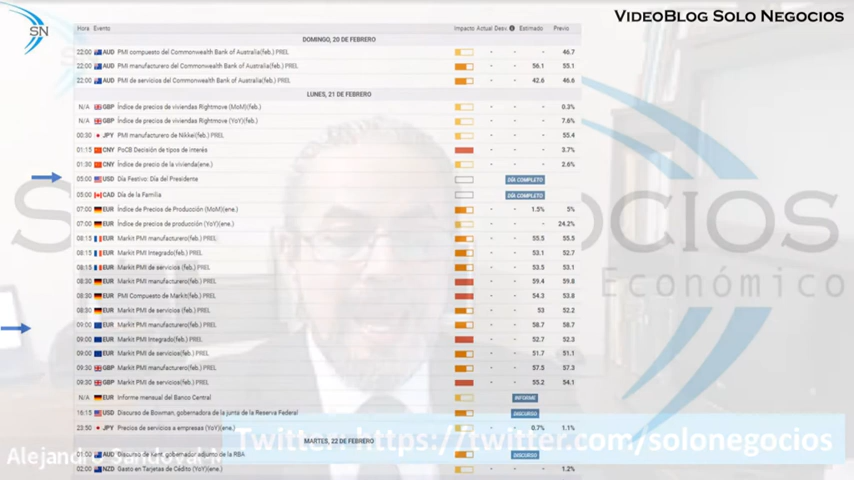 SN
VIDEOBLOG SOLO NEGOCIOS
Hora Evento Impacto Actual Desv. Estimado Previo
DOMINGO, 20 DE FEBRERO
22:00 AUD PMI compuesto del Commonwealth Bank of Australia(feb.) PREL - - - 46.7
22:00 AUD PMI manufacturero del Commonwealth Bank of Australia(feb.) PREL - - 56.1 55.1
22:00 AUD PMI de servicios del Commonwealth Bank of Australia(feb.) PREL - - 42.6 46.6
LUNES, 21 DE FEBRERO
N/A GBP Índice de precios de viviendas Rightmove (MoM)(feb.) - - - 0.3%
N/A GBP Índice de precios de viviendas Rightmove (YoY)(feb.) - - - 7.6%
00:30 JPY PMI manufacturero de Nikkei(feb.) PREL - - - 55.4
01:15 CNY PoCB Decisión de tipos de interés - - - 3.7%
01:30 CNY Índice de precio de la vivienda(ene.) - - - 2.6%
05:00 USD Día Festivo: Día del Presidente DÍA COMPLETO
05:00 CAD Día de la Familia DÍA COMPLETO
07:00 EUR Índice de Precios de Producción (MoM)(ene.) - - 1.5% 5%
07:00 EUR Índice de precios de producción (YoY)(ene.) - - - 24.2%
08:15 EUR Markit PMI manufacturero(feb.) PREL - - 55.5 55.5
08:15 EUR Markit PMI Integrado(feb.) PREL - - 53.1 52.7
08:15 EUR Markit PMI de servicios(feb.) PREL - - 53.5 53.1
08:30 EUR Markit PMI manufacturero(feb.) PREL - - 59.4 59.8
08:30 EUR PMI Compuesto de Markit(feb.) PREL - - 54.3 53.8
08:30 EUR Markit PMI de servicios (feb.) PREL - - 53 52.2
09:00 EUR Markit PMI manufacturero(feb.) PREL - - 58.7 58.7
09:00 EUR Markit PMI Integrado(feb.) PREL - - 52.7 52.3
09:00 EUR Markit PMI de servicios(feb.) PREL - - 51.7 51.1
09:30 GBP Markit PMI manufacturero(feb.) PREL - - 57.5 57.3
09:30 GBP Markit PMI de servicios(feb.) PREL - - 55.2 54.1
N/A EUR Informe mensual del Banco Central INFORME
16:15 USD Discurso de Bowman, gobernadora de la junta de la Reserva Federal DISCURSO
23:50 JPY Precios de servicios a empresas (YoY)(ene.) - - 0.7% 1.1%
MARTES, 22 DE FEBRERO
01:00 AUD Discurso de Kent, gobernador adjunto de la RBA DISCURSO
02:00 NZD Gasto en Tarjetas de Crédito (YoY)(ene.) - - - 1.2%
Económico
Twitter: https://twitter.com/solonegocios